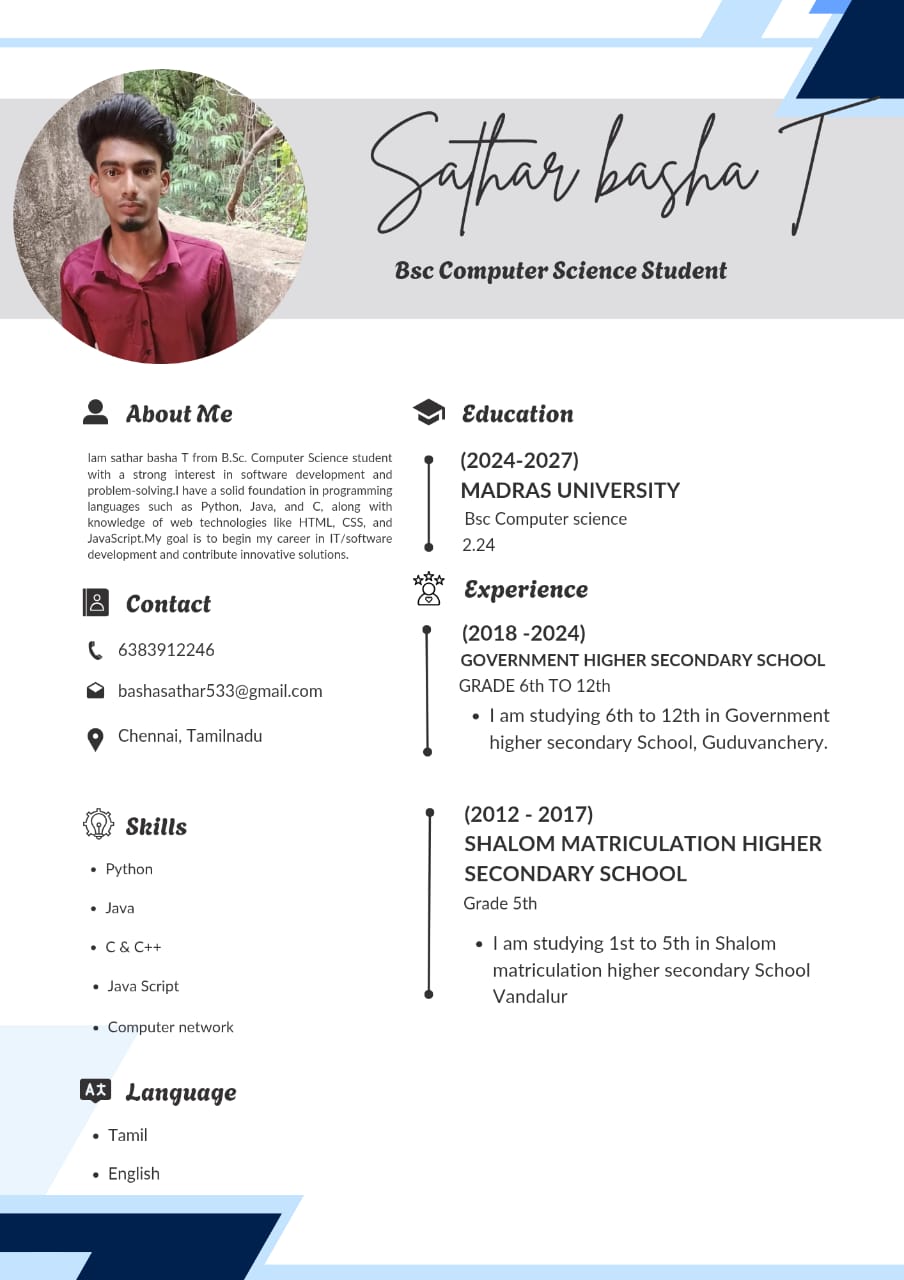 Sathar basha T
Bsc Computer Science Student
About Me
Iam sathar basha T from B.Sc. Computer Science student
with a strong interest in software development and
problem-solving.I have a solid foundation in programming
languages such as Python, Java, and C, along with
knowledge of web technologies like HTML, CSS, and
JavaScript.My goal is to begin my career in IT/software
development and contribute innovative solutions.
Contact
6383912246
bashasathar533@gmail.com
Chennai, Tamilnadu
Skills
• Python
• Java
• C & C++
• Java Script
• Computer network
Language
• Tamil
• English
Education
(2024-2027)
MADRAS UNIVERSITY
Bsc Computer science
2.24
Experience
(2018 -2024)
GOVERNMENT HIGHER SECONDARY SCHOOL
GRADE 6th TO 12th
• I am studying 6th to 12th in Government
higher secondary School, Guduvanchery.
(2012 - 2017)
SHALOM MATRICULATION HIGHER
SECONDARY SCHOOL
Grade 5th
• I am studying 1st to 5th in Shalom
matriculation higher secondary School
Vandalur